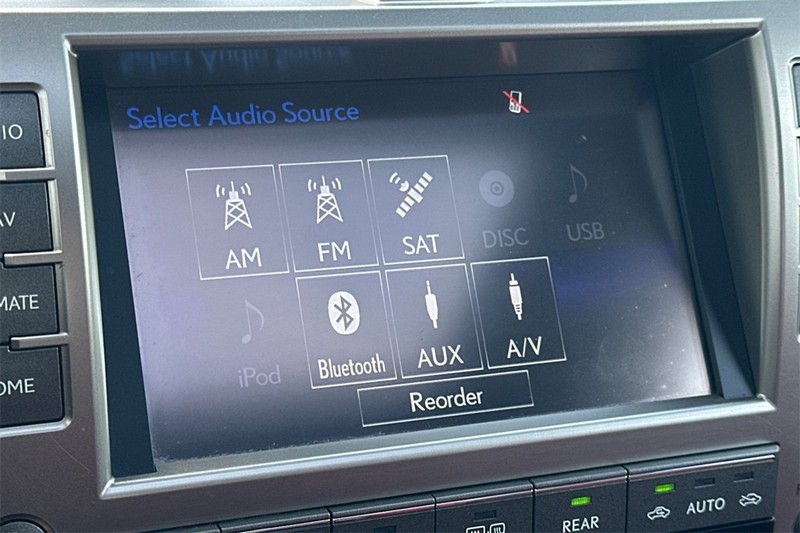 Select Audio Source
AM FM SAT DISC USB
iPod Bluetooth AUX A/V
Reorder
REAR AUTO